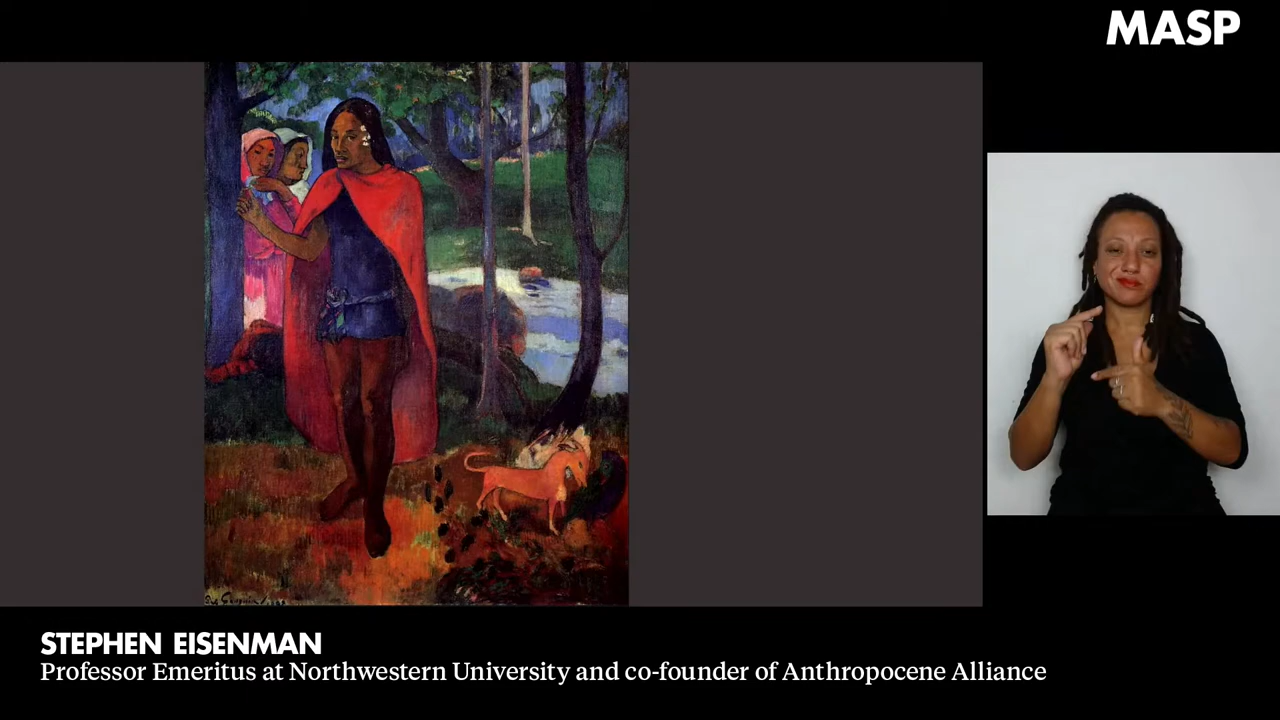 MASP
STEPHEN EISENMAN
Professor Emeritus at Northwestern University and co-founder of Anthropocene Alliance